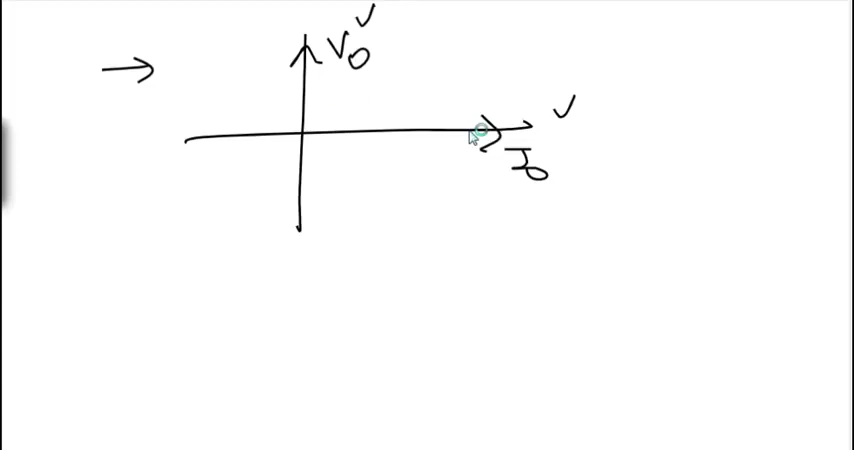 → V₀ ✓
✓
I₀